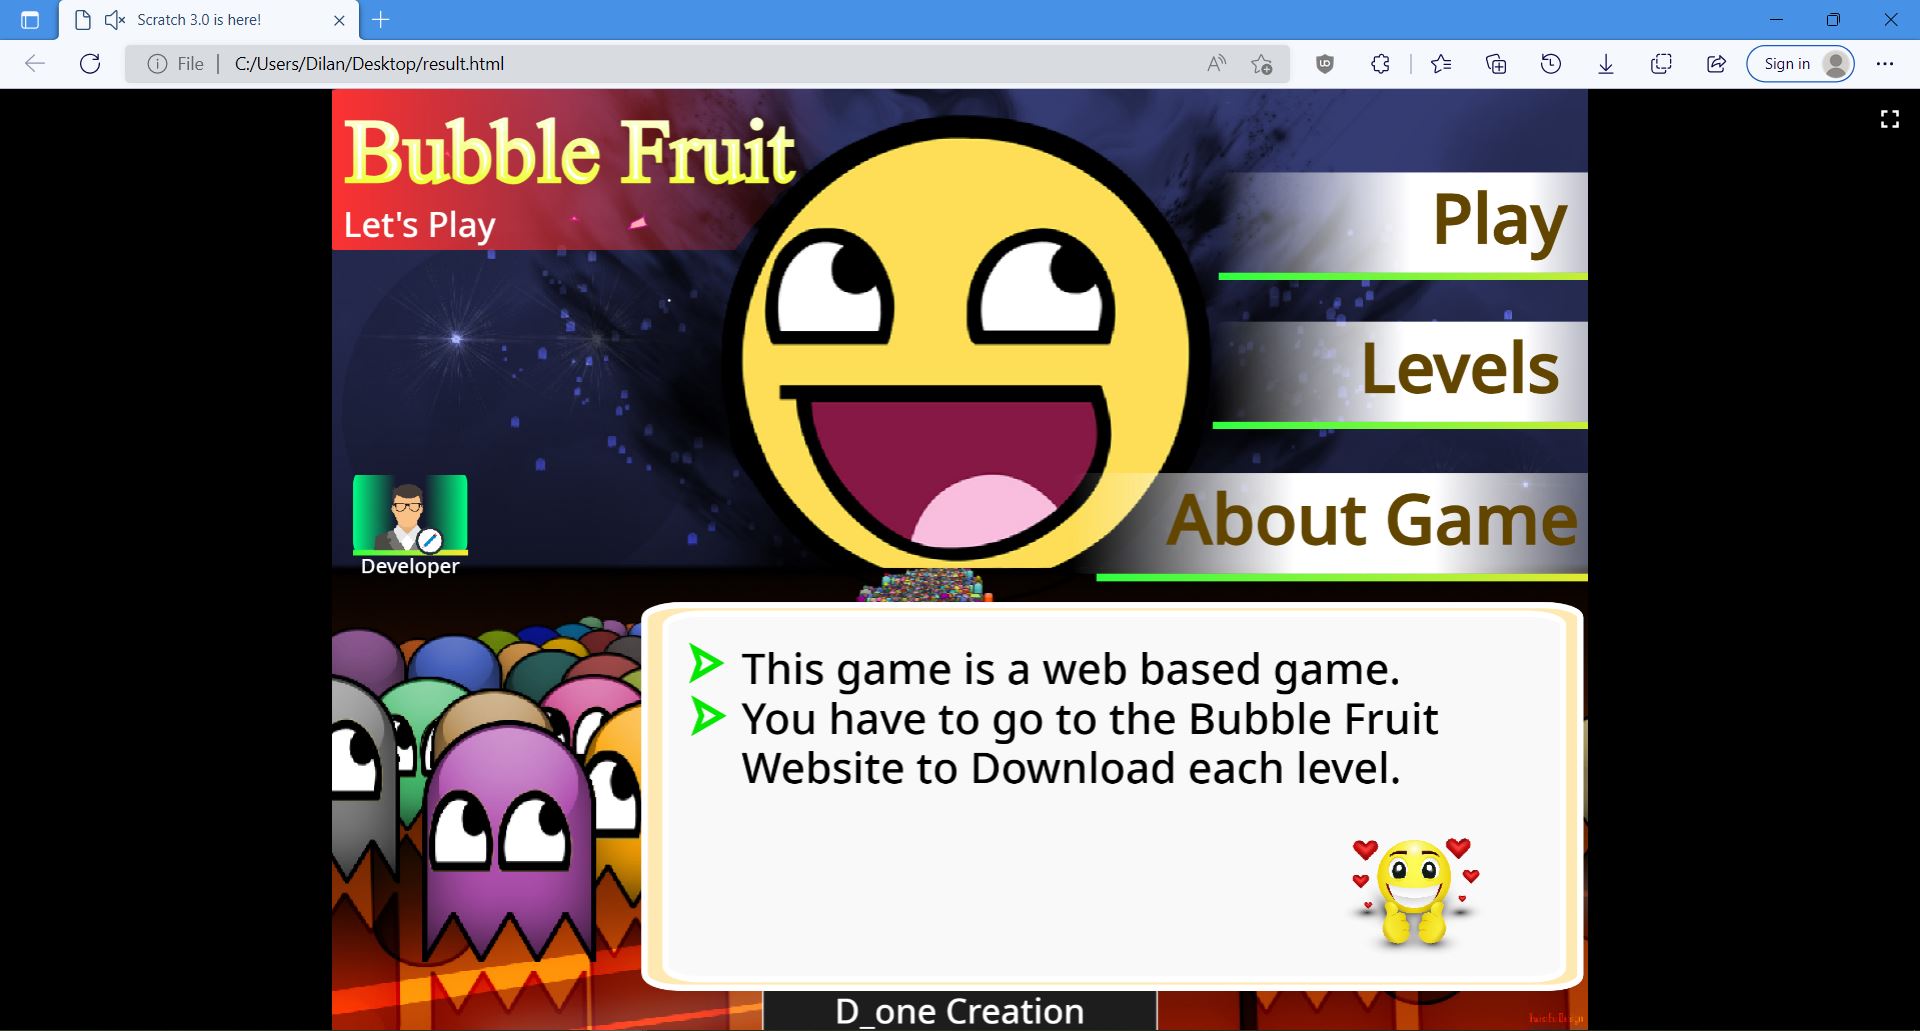 Scratch 3.0 is here!
File
C:/Users/Dilan/Desktop/result.html
Sign in
Bubble Fruit
Let's Play
Play
Levels
About Game
Developer
This game is a web based game.
You have to go to the Bubble Fruit
Website to Download each level.
D_one Creation